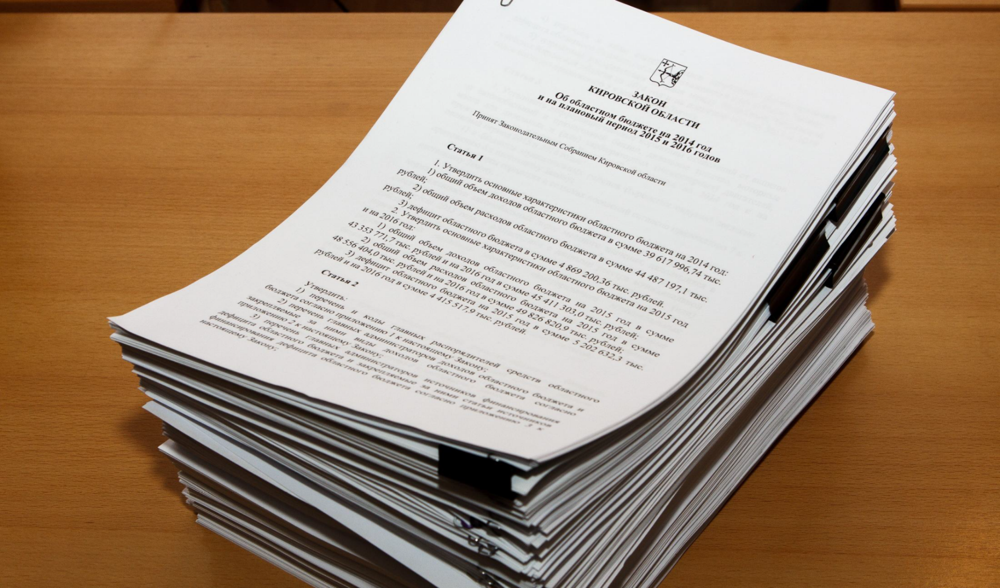 ЗАКОН
КИРОВСКОЙ ОБЛАСТИ
Об областном бюджете на 2014 год
и на плановый период 2015 и 2016 годов
Принят Законодательным Собранием Кировской области
Статья 1
1. Утвердить основные характеристики областного бюджета на 2014 год:
1) общий объем доходов областного бюджета в сумме 39 617 996,74 тыс.
рублей;
2) общий объем расходов областного бюджета в сумме 44 487 197,1 тыс.
рублей;
3) дефицит областного бюджета в сумме 4 869 200,36 тыс. рублей.
2. Утвердить основные характеристики областного бюджета на 2015 год
и на 2016 год:
1) общий объем доходов областного бюджета на 2015 год в сумме
43 353 771,7 тыс. рублей и на 2016 год в сумме 45 411 303,0 тыс. рублей;
2) общий объем расходов областного бюджета на 2015 год в сумме
48 556 404,0 тыс. рублей и на 2016 год в сумме 49 826 820,9 тыс. рублей;
3) дефицит областного бюджета на 2015 год в сумме 5 202 632,3 тыс.
рублей и на 2016 год в сумме 4 415 517,9 тыс. рублей.
Статья 2
Утвердить:
1) перечень и коды главных распорядителей средств областного
бюджета согласно приложению 1 к настоящему Закону;
2) перечень главных администраторов доходов областного бюджета и
закрепляемые за ними виды доходов областного бюджета согласно
приложению 2 к настоящему Закону;
3) перечень главных администраторов источников финансирования
дефицита областного бюджета и закрепляемые за ними статьи источников
финансирования дефицита областного бюджета согласно приложению 3 к
настоящему Закону;